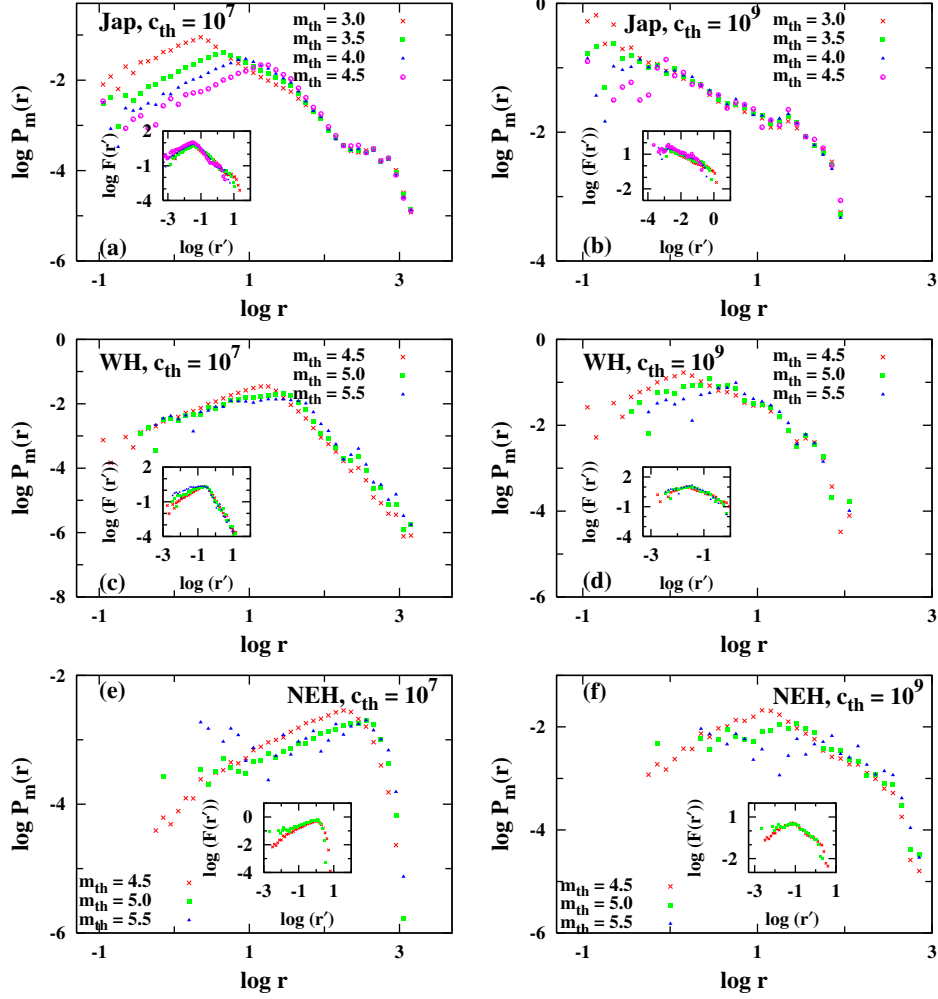 Jap, c_th = 10^7
m_th = 3.0
m_th = 3.5
m_th = 4.0
m_th = 4.5
0
-2
-4
-6
log P_m(r)
2
-1
-4
log F(r′)
-3 -1 1
log (r′)
(a)
-1 1 3
log r
Jap, c_th = 10^9
m_th = 3.0
m_th = 3.5
m_th = 4.0
m_th = 4.5
0
-2
-4
log P_m(r)
1
-2
log (F(r′))
-4 -2 0
log (r′)
(b)
-1 1 3
log r
WH, c_th = 10^7
m_th = 4.5
m_th = 5.0
m_th = 5.5
0
-2
-4
-6
-8
log P_m(r)
2
-1
-4
log (F (r′))
-3 -1 1
log (r′)
(c)
-1 1 3
log r
WH, c_th = 10^9
m_th = 4.5
m_th = 5.0
m_th = 5.5
0
-2
-4
-6
log P_m(r)
2
-1
-4
log (F (r′))
-3 -1
log (r′)
(d)
-1 1 3
log r
(e)
NEH, c_th = 10^7
-2
-4
-6
log P_m(r)
0
-2
-4
log (F(r′))
-3 -1 1
log (r′)
m_th = 4.5
m_th = 5.0
m_th = 5.5
-1 1 3
log r
(f)
NEH, c_th = 10^9
-2
-4
-6
log P_m(r)
1
-2
log (F(r′))
-3 -1 1
log (r′)
m_th = 4.5
m_th = 5.0
m_th = 5.5
-1 1 3
log r